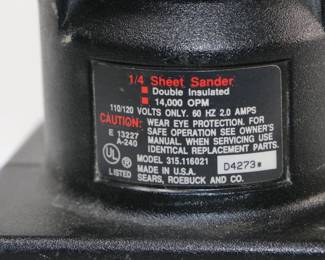 1/4 Sheet Sander
■ Double Insulated
■ 14,000 OPM
110/120 VOLTS ONLY. 60 HZ 2.0 AMPS
CAUTION: WEAR EYE PROTECTION. FOR
SAFE OPERATION SEE OWNER'S
MANUAL. WHEN SERVICING USE
IDENTICAL REPLACEMENT PARTS.
E 13227
A-240
UL
®
LISTED
MODEL 315.116021
MADE IN U.S.A.
SEARS, ROEBUCK AND CO.
D4273*